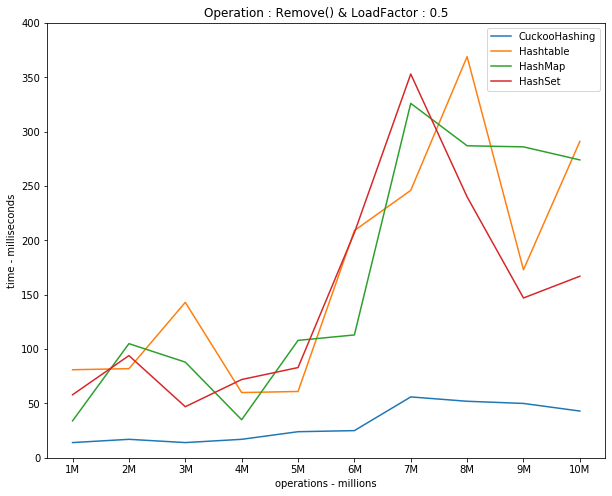 Operation : Remove() & LoadFactor : 0.5
CuckooHashing
Hashtable
HashMap
HashSet
400
350
300
250
200
150
100
50
0
time - milliseconds
1M 2M 3M 4M 5M 6M 7M 8M 9M 10M
operations - millions